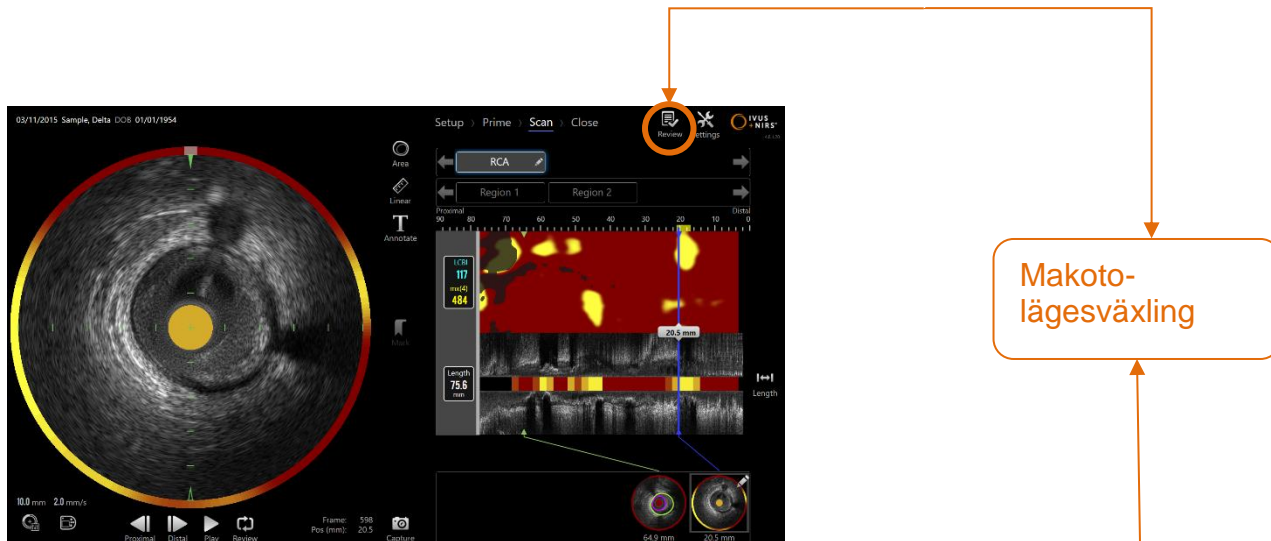 03/11/2015 Sample, Delta DOB 01/01/1954
Setup > Prime > Scan > Close
Review
Settings
IVUS
+NIRS
Area
RCA
Linear
Region 1 Region 2
Annotate
Proximal Distal
90 80 70 60 50 40 30 20 10 0
LCBI
117
mx(4)
484
Makoto-
lägesväxling
Mark
20.5 mm
Length
75.6
mm
Length
10.0 mm 2.0 mm/s
Proximal Distal Play Review
Frame: 598
Pos (mm): 20.5
Capture
64.9 mm 20.5 mm